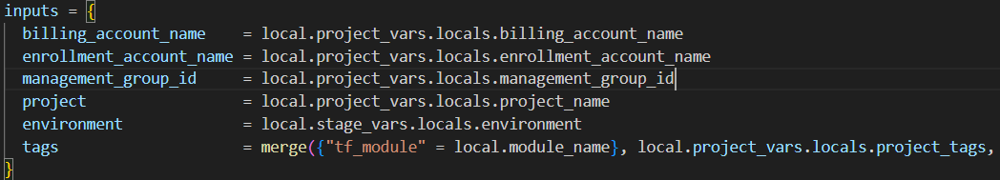 inputs = {
  billing_account_name    = local.project_vars.locals.billing_account_name
  enrollment_account_name = local.project_vars.locals.enrollment_account_name
  management_group_id     = local.project_vars.locals.management_group_id
  project                 = local.project_vars.locals.project_name
  environment             = local.stage_vars.locals.environment
  tags                    = merge({"tf_module" = local.module_name}, local.project_vars.locals.project_tags,
}